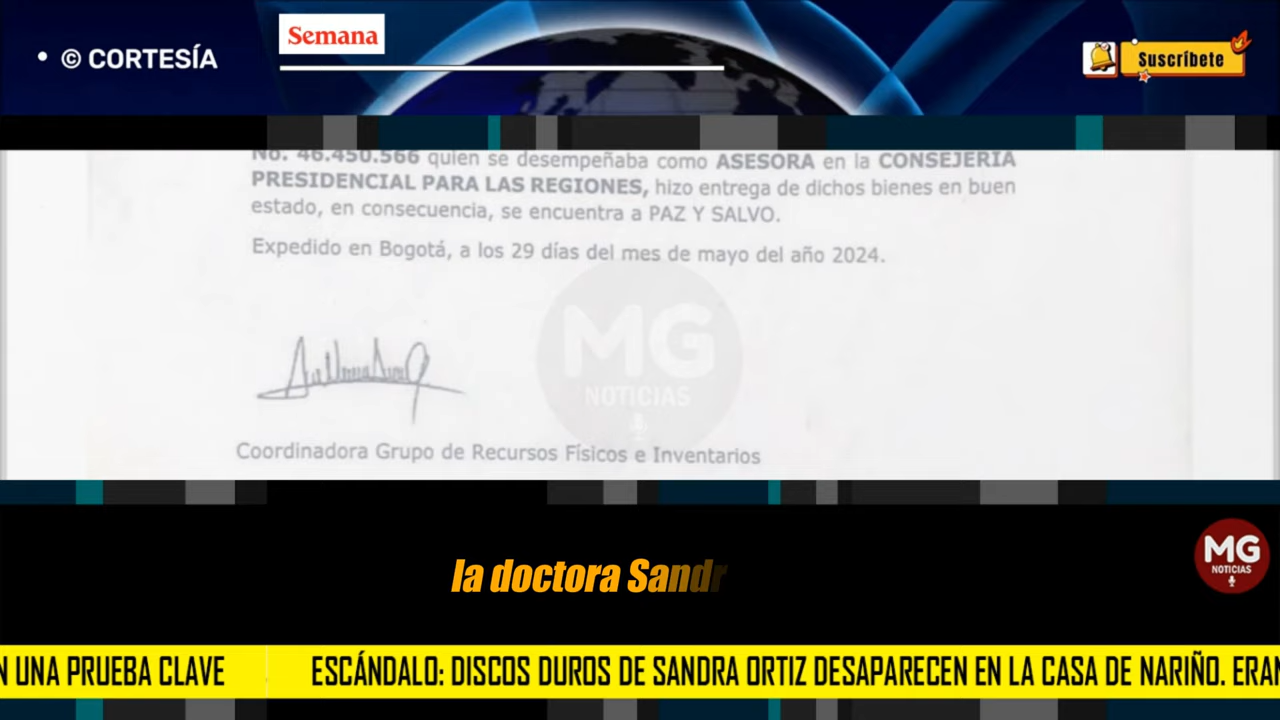 • © CORTESÍA
Semana
Suscríbete
No. 46.450.566 quien se desempeñaba como ASESORA en la CONSEJERIA
PRESIDENCIAL PARA LAS REGIONES, hizo entrega de dichos bienes en buen
estado, en consecuencia, se encuentra a PAZ Y SALVO.
Expedido en Bogotá, a los 29 días del mes de mayo del año 2024.
MG
NOTICIAS
Coordinadora Grupo de Recursos Físicos e Inventarios
la doctora Sandr
MG
NOTICIAS
N UNA PRUEBA CLAVE ESCÁNDALO: DISCOS DUROS DE SANDRA ORTIZ DESAPARECEN EN LA CASA DE NARIÑO. ERAN